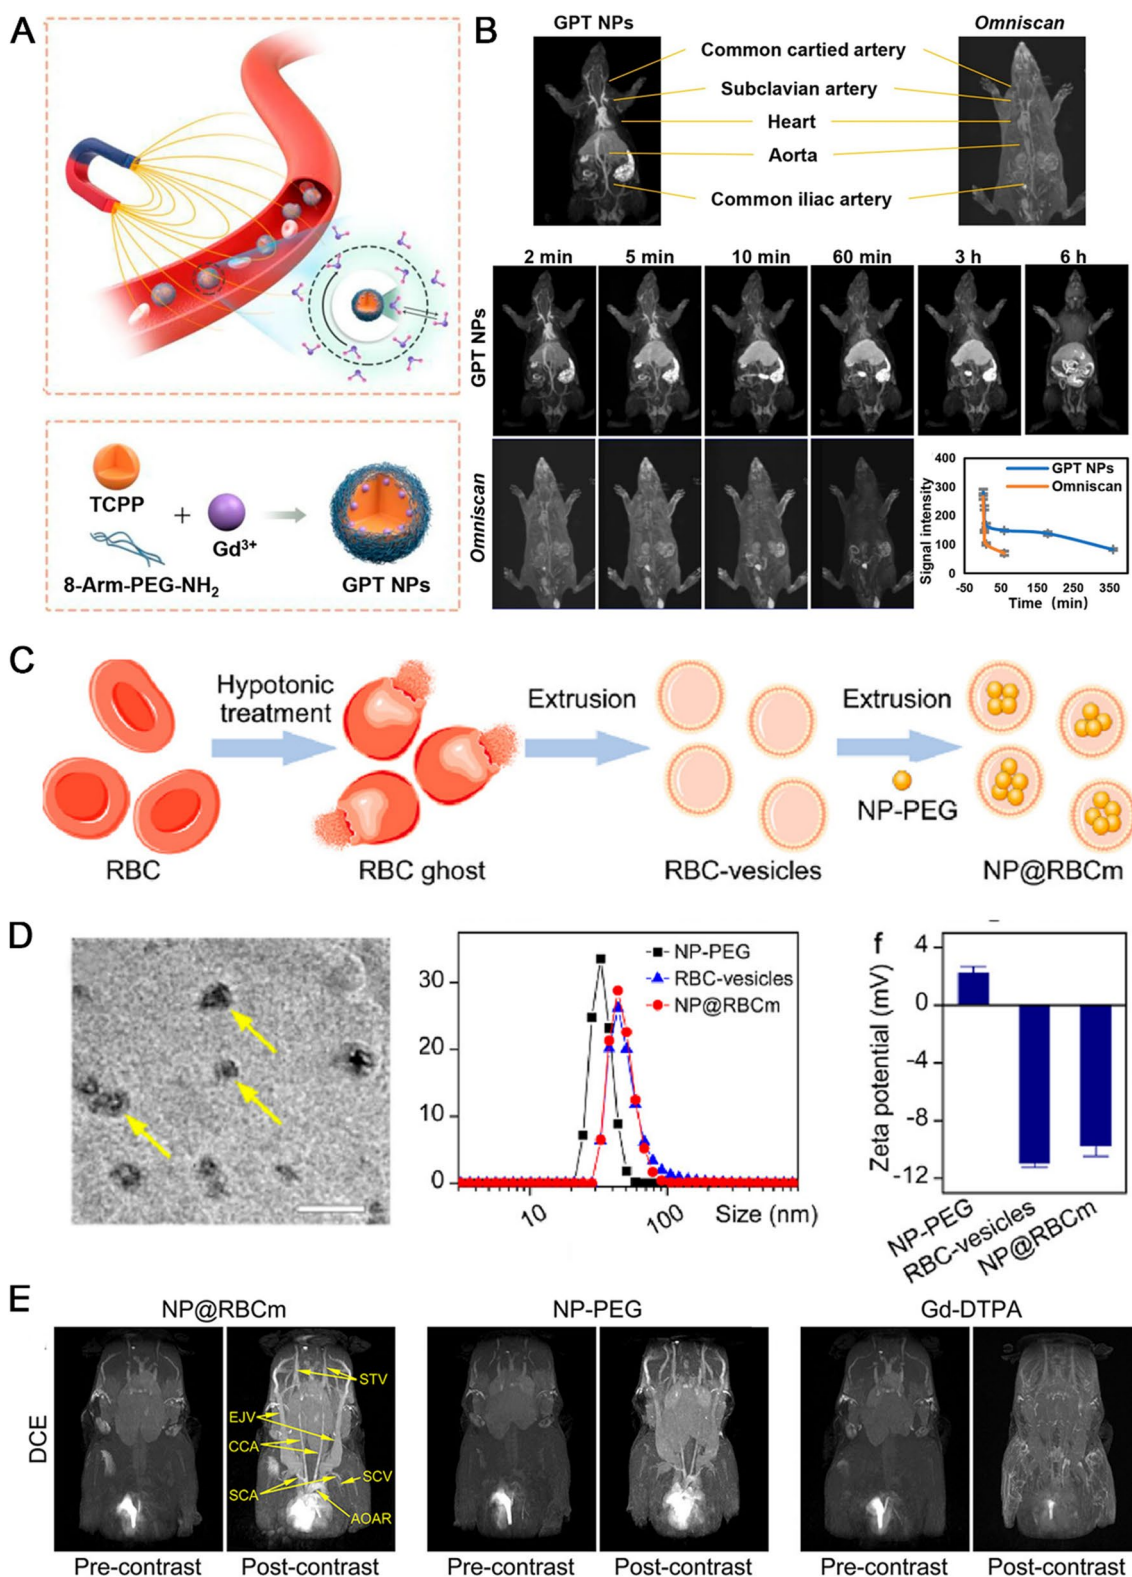 A
TCPP
+
Gd³⁺
8-Arm-PEG-NH₂
GPT NPs
B
GPT NPs
Omniscan
Common cartied artery
Subclavian artery
Heart
Aorta
Common iliac artery
2 min
5 min
10 min
60 min
3 h
6 h
GPT NPs
Omniscan
Signal intensity
400
300
200
100
0
GPT NPs
Omniscan
-50
50
150
250
350
Time (min)
C
Hypotonic
treatment
Extrusion
Extrusion
NP-PEG
RBC
RBC ghost
RBC-vesicles
NP@RBCm
D
30
20
10
0
NP-PEG
RBC-vesicles
NP@RBCm
10
100
Size (nm)
f
Zeta potential (mV)
4
0
-4
-8
-12
NP-PEG
RBC-vesicles
NP@RBCm
E
NP@RBCm
NP-PEG
Gd-DTPA
DCE
STV
EJV
CCA
SCV
SCA
AOAR
Pre-contrast
Post-contrast
Pre-contrast
Post-contrast
Pre-contrast
Post-contrast